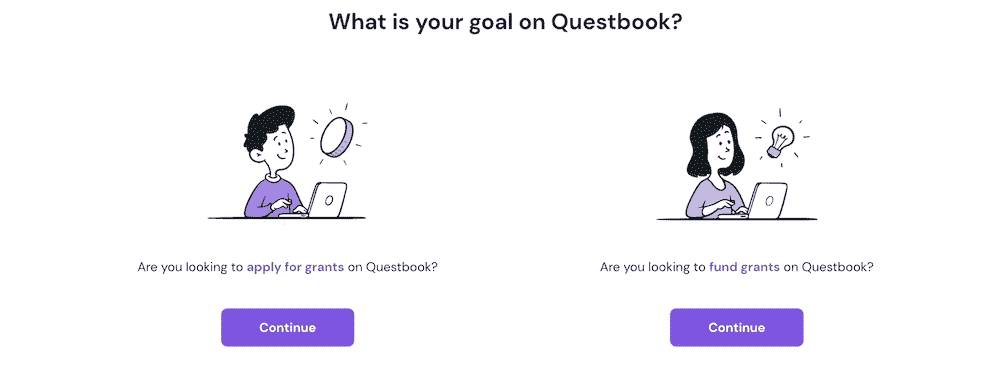 What is your goal on Questbook?
Are you looking to apply for grants on Questbook?
Are you looking to fund grants on Questbook?
Continue
Continue